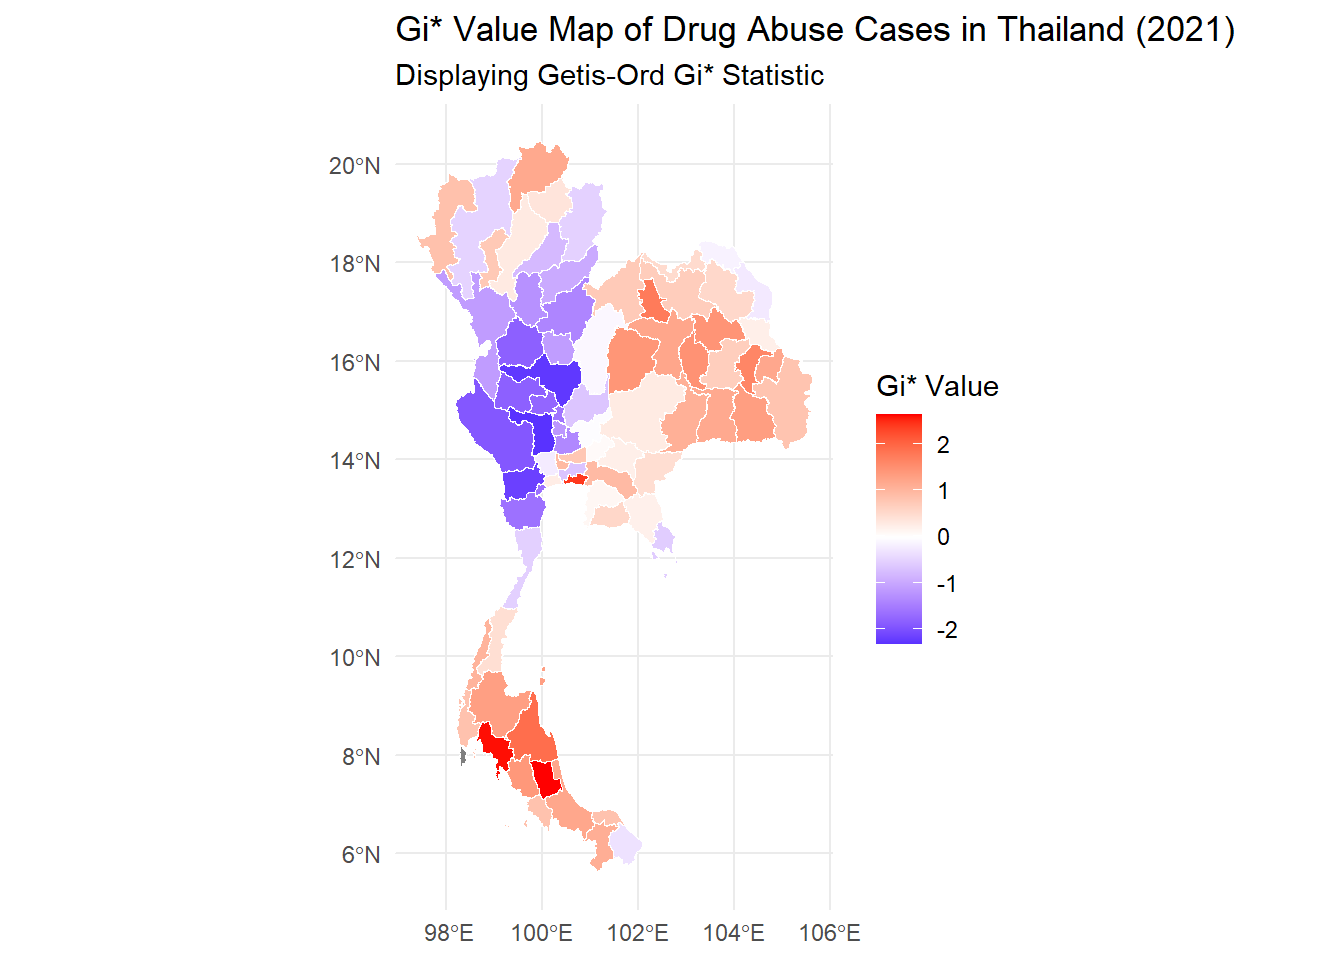 Gi* Value Map of Drug Abuse Cases in Thailand (2021)
Displaying Getis-Ord Gi* Statistic
20°N
18°N
16°N
14°N
12°N
10°N
8°N
6°N
98°E
100°E
102°E
104°E
106°E
Gi* Value
2
1
0
-1
-2